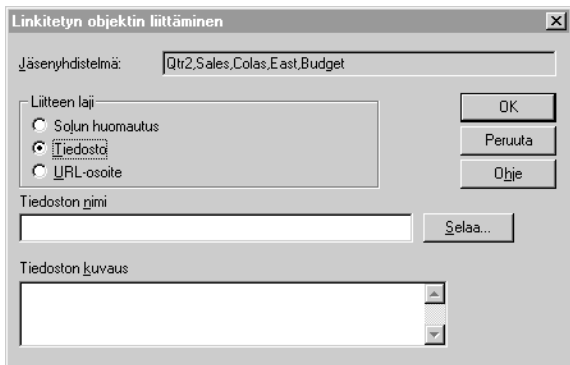 Linkitetyn objektin liittäminen
Jäsenyhdistelmä: Qtr2,Sales,Colas,East,Budget
Liitteen laji
Solun huomautus
Tiedosto
URL-osoite
OK
Peruuta
Ohje
Tiedoston nimi
Selaa...
Tiedoston kuvaus